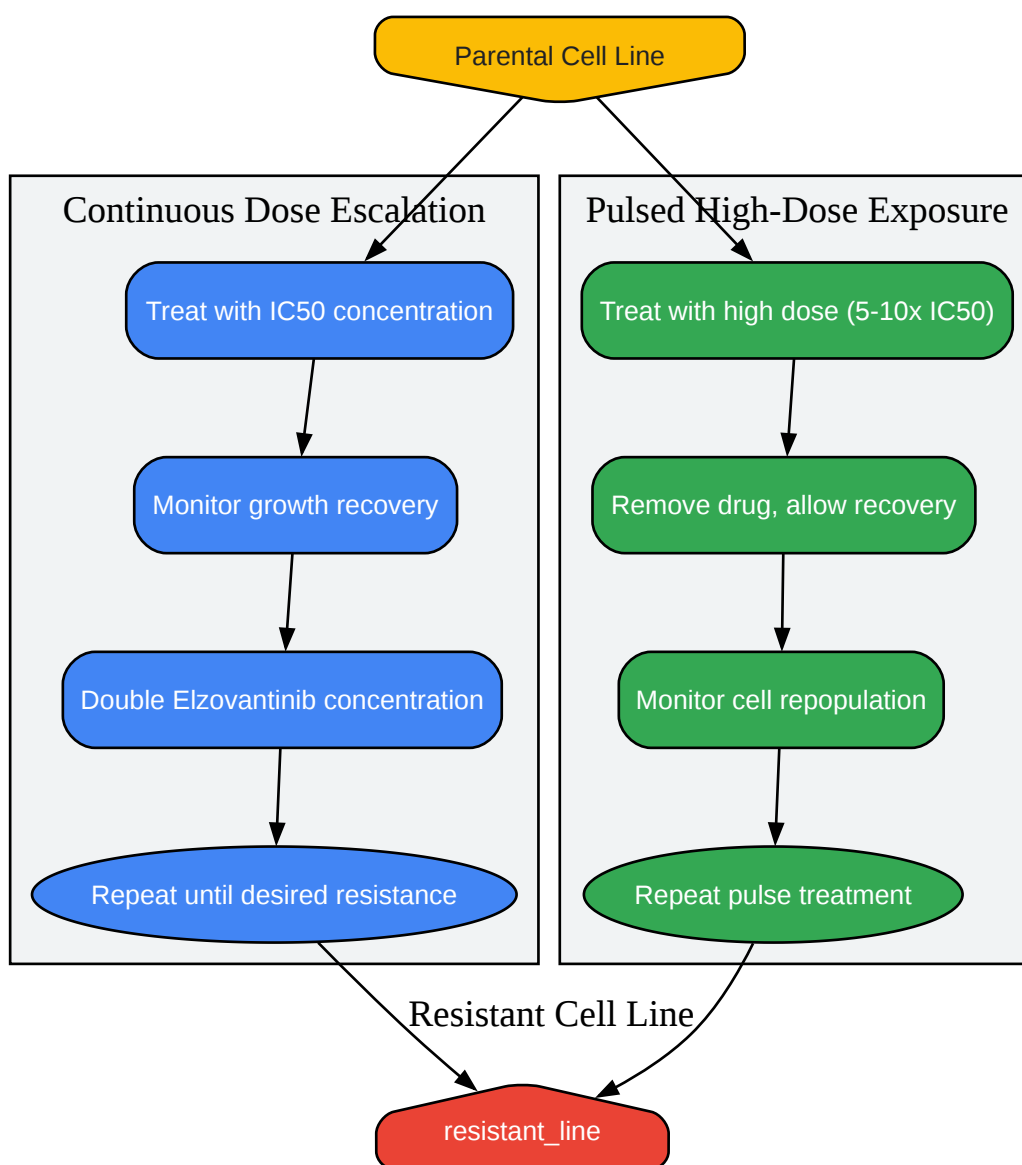 Parental Cell Line
Continuous Dose Escalation
Treat with IC50 concentration
Monitor growth recovery
Double Elzovantinib concentration
Repeat until desired resistance
Pulsed High-Dose Exposure
Treat with high dose (5-10x IC50)
Remove drug, allow recovery
Monitor cell repopulation
Repeat pulse treatment
Resistant Cell Line
resistant_line